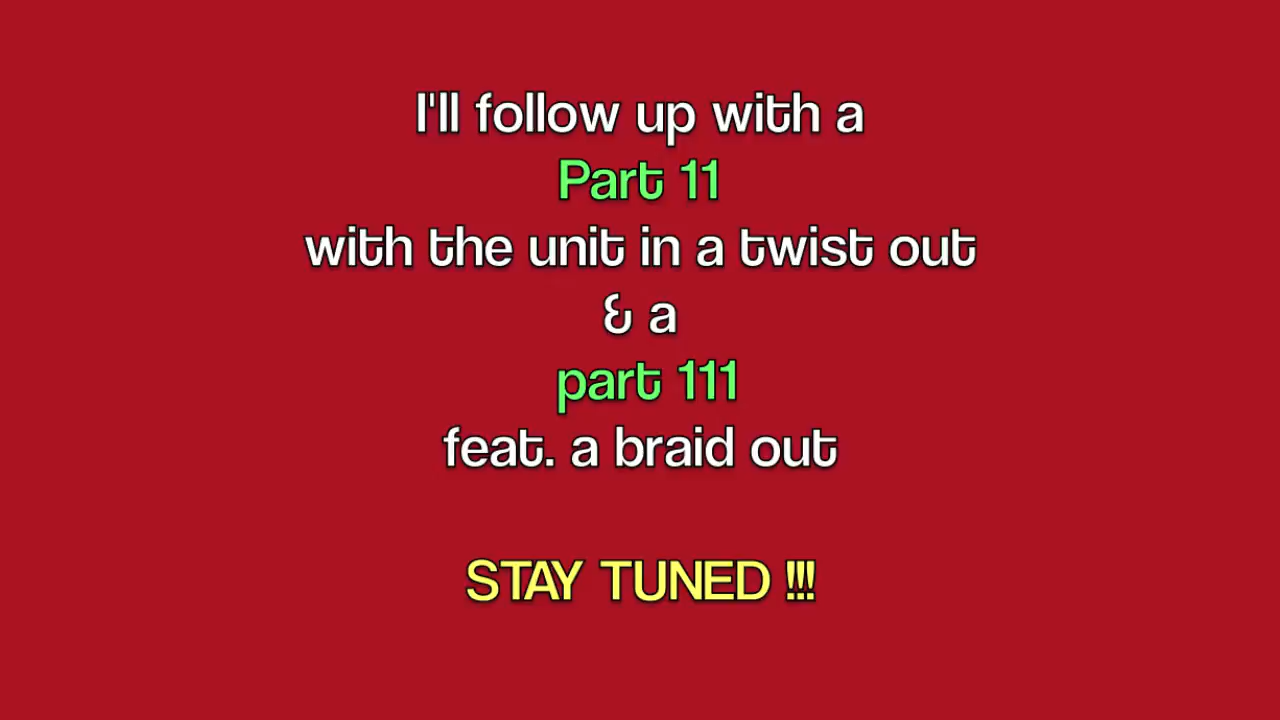 I'll follow up with a
Part 11
with the unit in a twist out
& a
part 111
feat. a braid out
STAY TUNED !!!